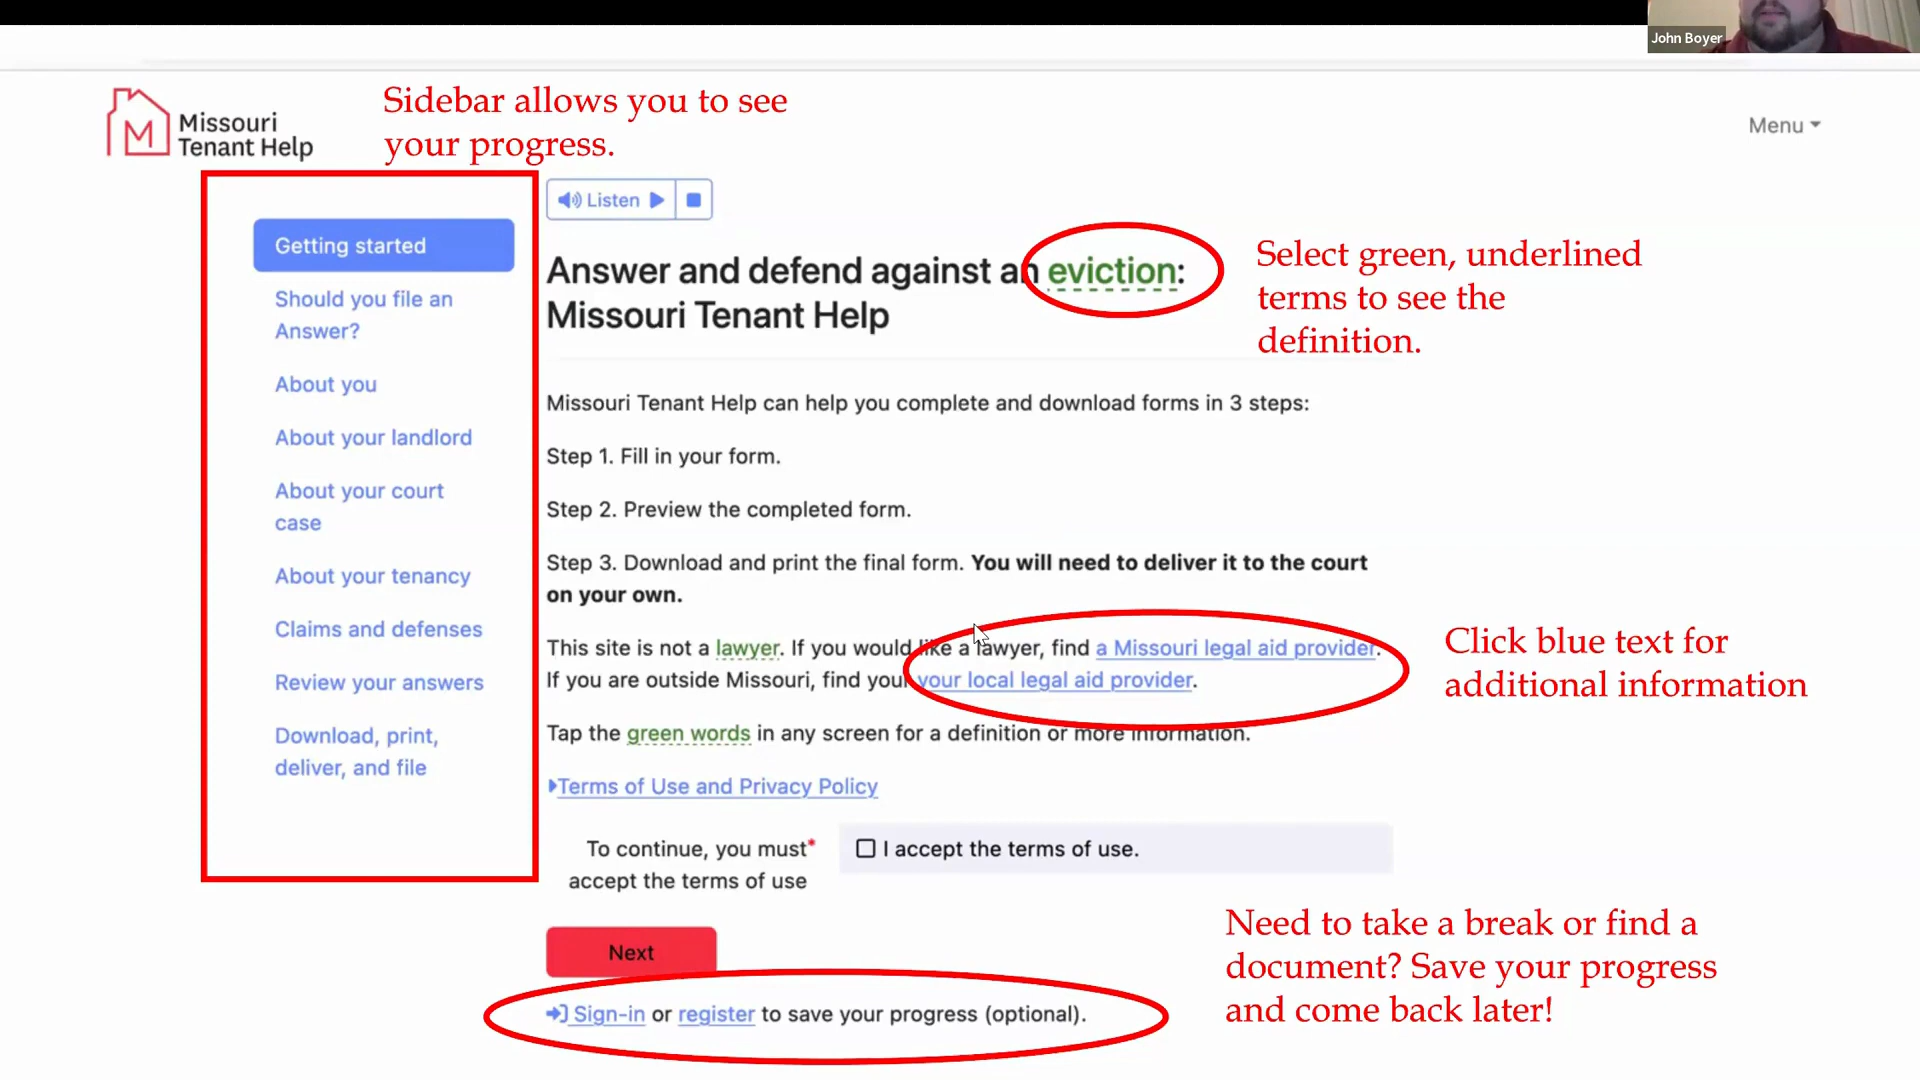 John Boyer
Missouri
Tenant Help
Sidebar allows you to see
your progress.
Menu
Getting started
Should you file an
Answer?
About you
About your landlord
About your court
case
About your tenancy
Claims and defenses
Review your answers
Download, print,
deliver, and file
Listen
Answer and defend against an eviction:
Missouri Tenant Help
Select green, underlined
terms to see the
definition.
Missouri Tenant Help can help you complete and download forms in 3 steps:
Step 1. Fill in your form.
Step 2. Preview the completed form.
Step 3. Download and print the final form. You will need to deliver it to the court
on your own.
This site is not a lawyer. If you would like a lawyer, find a Missouri legal aid provider.
If you are outside Missouri, find your your local legal aid provider.
Click blue text for
additional information
Tap the green words in any screen for a definition or more information.
Terms of Use and Privacy Policy
To continue, you must*
accept the terms of use
I accept the terms of use.
Next
Sign-in or register to save your progress (optional).
Need to take a break or find a
document? Save your progress
and come back later!